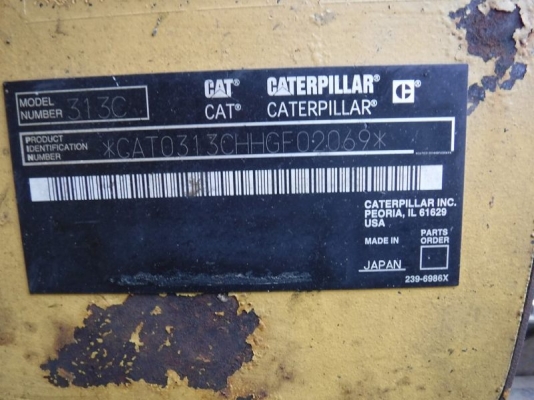 CAT® CATERPILLAR®
CAT® CATERPILLAR®
MODEL NUMBER 313C
PRODUCT IDENTIFICATION NUMBER *CAT0313CHHGF02069*
CATERPILLAR INC.
PEORIA, IL 61629
USA
MADE IN
JAPAN
PARTS ORDER
239-6986X